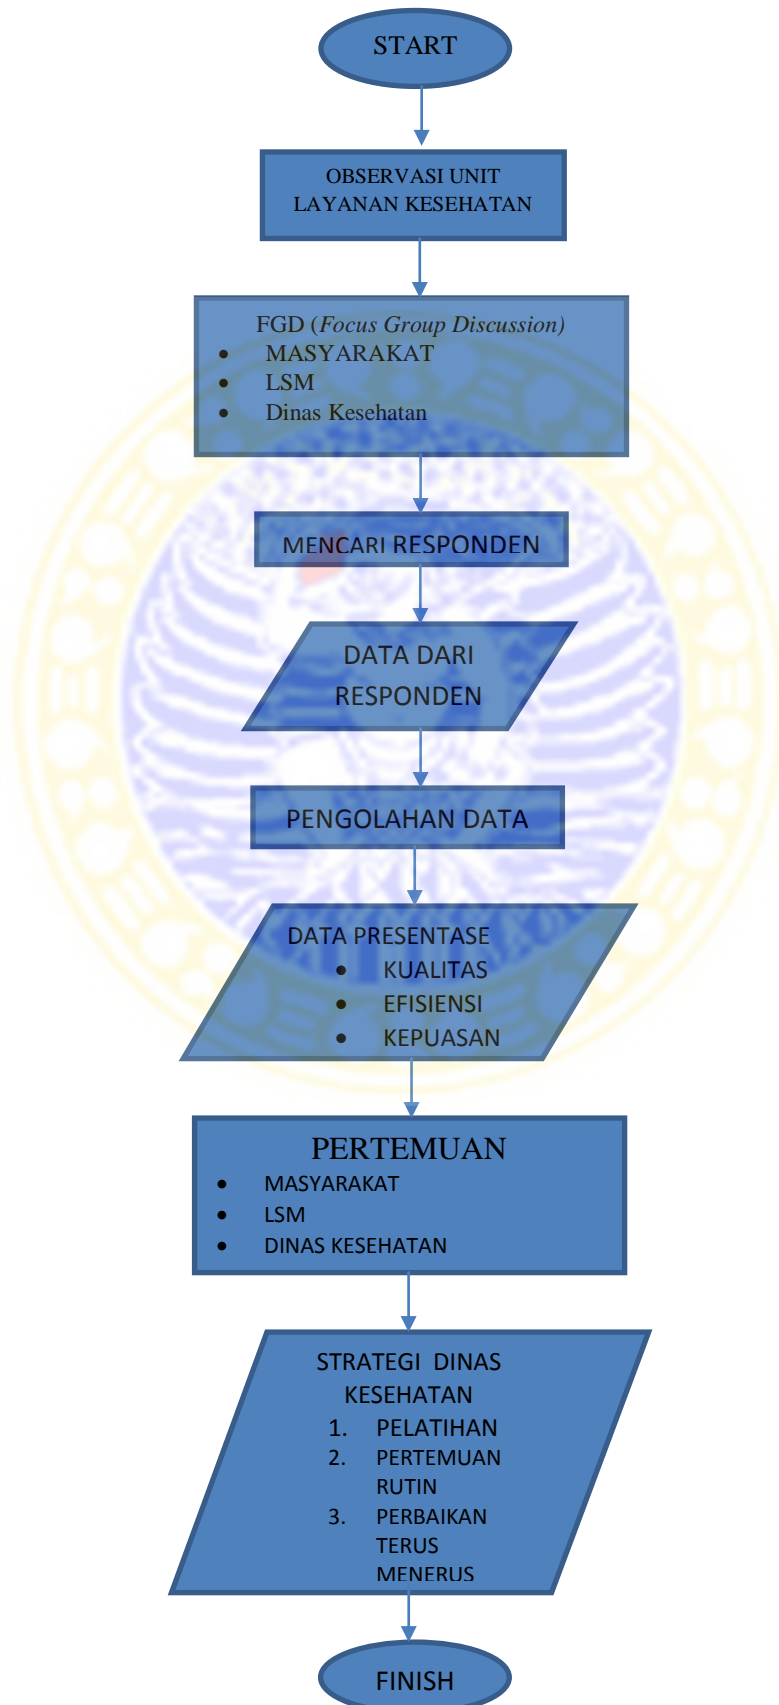 START
OBSERVASI UNIT
LAYANAN KESEHATAN
FGD (Focus Group Discussion)
• MASYARAKAT
• LSM
• Dinas Kesehatan
MENCARI RESPONDEN
DATA DARI
RESPONDEN
PENGOLAHAN DATA
DATA PRESENTASE
• KUALITAS
• EFISIENSI
• KEPUASAN
PERTEMUAN
• MASYARAKAT
• LSM
• DINAS KESEHATAN
STRATEGI DINAS
KESEHATAN
1. PELATIHAN
2. PERTEMUAN
RUTIN
3. PERBAIKAN
TERUS
MENERUS
FINISH